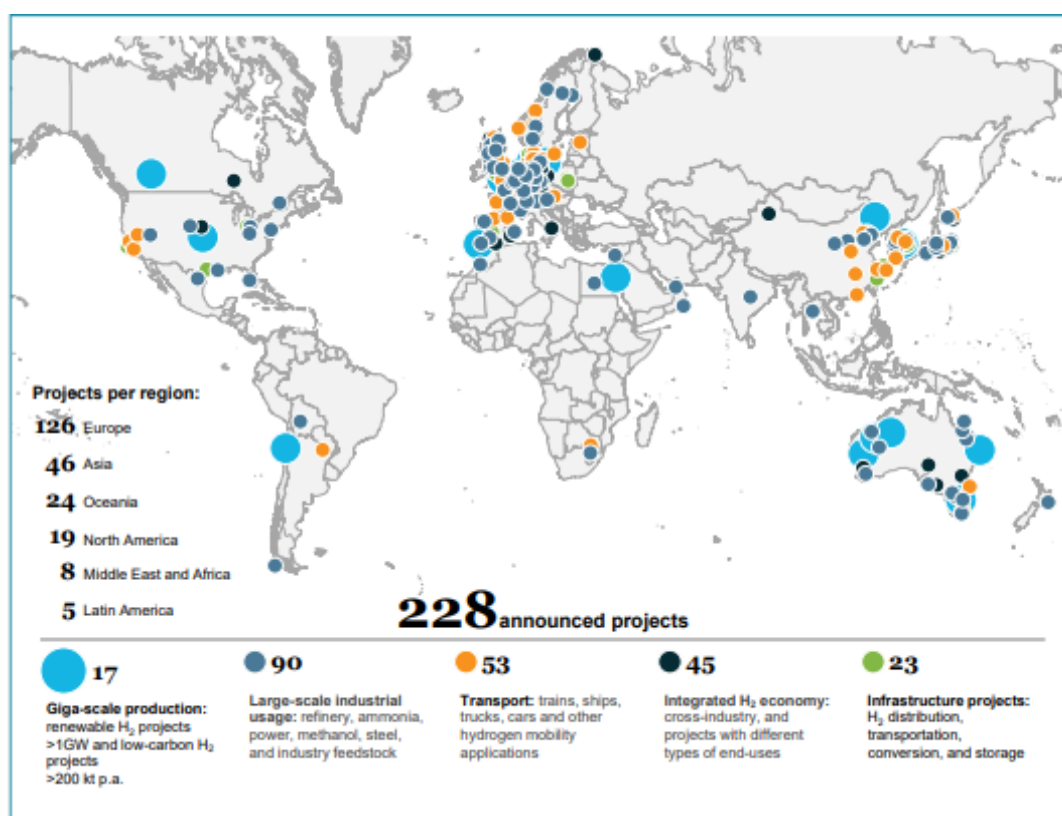 Projects per region:
126 Europe
46 Asia
24 Oceania
19 North America
8 Middle East and Africa
5 Latin America
228 announced projects
17
Giga-scale production:
renewable H₂ projects
>1GW and low-carbon H₂
projects
>200 kt p.a.
90
Large-scale industrial
usage: refinery, ammonia,
power, methanol, steel,
and industry feedstock
53
Transport: trains, ships,
trucks, cars and other
hydrogen mobility
applications
45
Integrated H₂ economy:
cross-industry, and
projects with different
types of end-uses
23
Infrastructure projects:
H₂ distribution,
transportation,
conversion, and storage